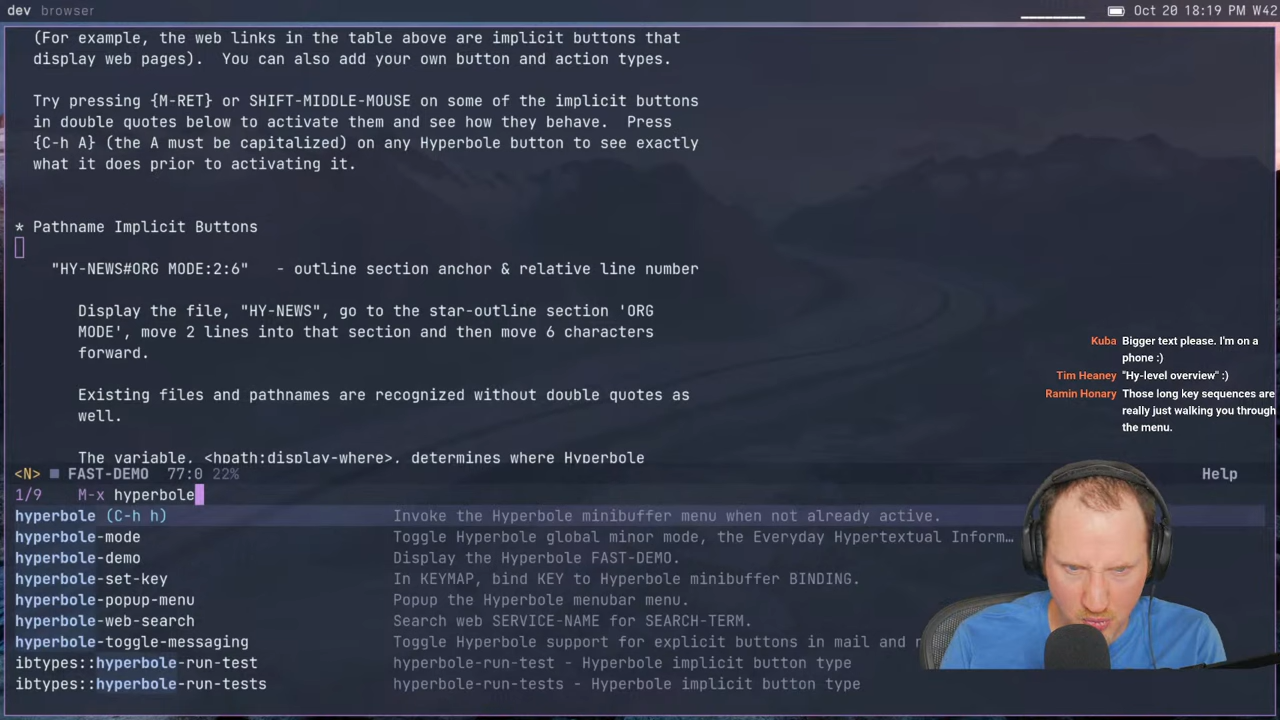 dev browser Oct 20 18:19 PM W42
(For example, the web links in the table above are implicit buttons that
display web pages).  You can also add your own button and action types.
Try pressing {M-RET} or SHIFT-MIDDLE-MOUSE on some of the implicit buttons
in double quotes below to activate them and see how they behave.  Press
{C-h A} (the A must be capitalized) on any Hyperbole button to see exactly
what it does prior to activating it.
* Pathname Implicit Buttons
"HY-NEWS#ORG MODE:2:6"   - outline section anchor & relative line number
Display the file, "HY-NEWS", go to the star-outline section 'ORG
MODE', move 2 lines into that section and then move 6 characters
forward.
Existing files and pathnames are recognized without double quotes as
well.
The variable, <hpath:display-where>, determines where Hyperbole
Kuba Bigger text please. I'm on a
phone :)
Tim Heaney "Hy-level overview" :)
Ramin Honary Those long key sequences are
really just walking you through
the menu.
<N> FAST-DEMO 77:0 22% Help
1/9 M-x hyperbole
hyperbole (C-h h) Invoke the Hyperbole minibuffer menu when not already active.
hyperbole-mode Toggle Hyperbole global minor mode, the Everyday Hypertextual Inform…
hyperbole-demo Display the Hyperbole FAST-DEMO.
hyperbole-set-key In KEYMAP, bind KEY to Hyperbole minibuffer BINDING.
hyperbole-popup-menu Popup the Hyperbole menubar menu.
hyperbole-web-search Search web SERVICE-NAME for SEARCH-TERM.
hyperbole-toggle-messaging Toggle Hyperbole support for explicit buttons in mail and
ibtypes::hyperbole-run-test hyperbole-run-test - Hyperbole implicit button type
ibtypes::hyperbole-run-tests hyperbole-run-tests - Hyperbole implicit button type